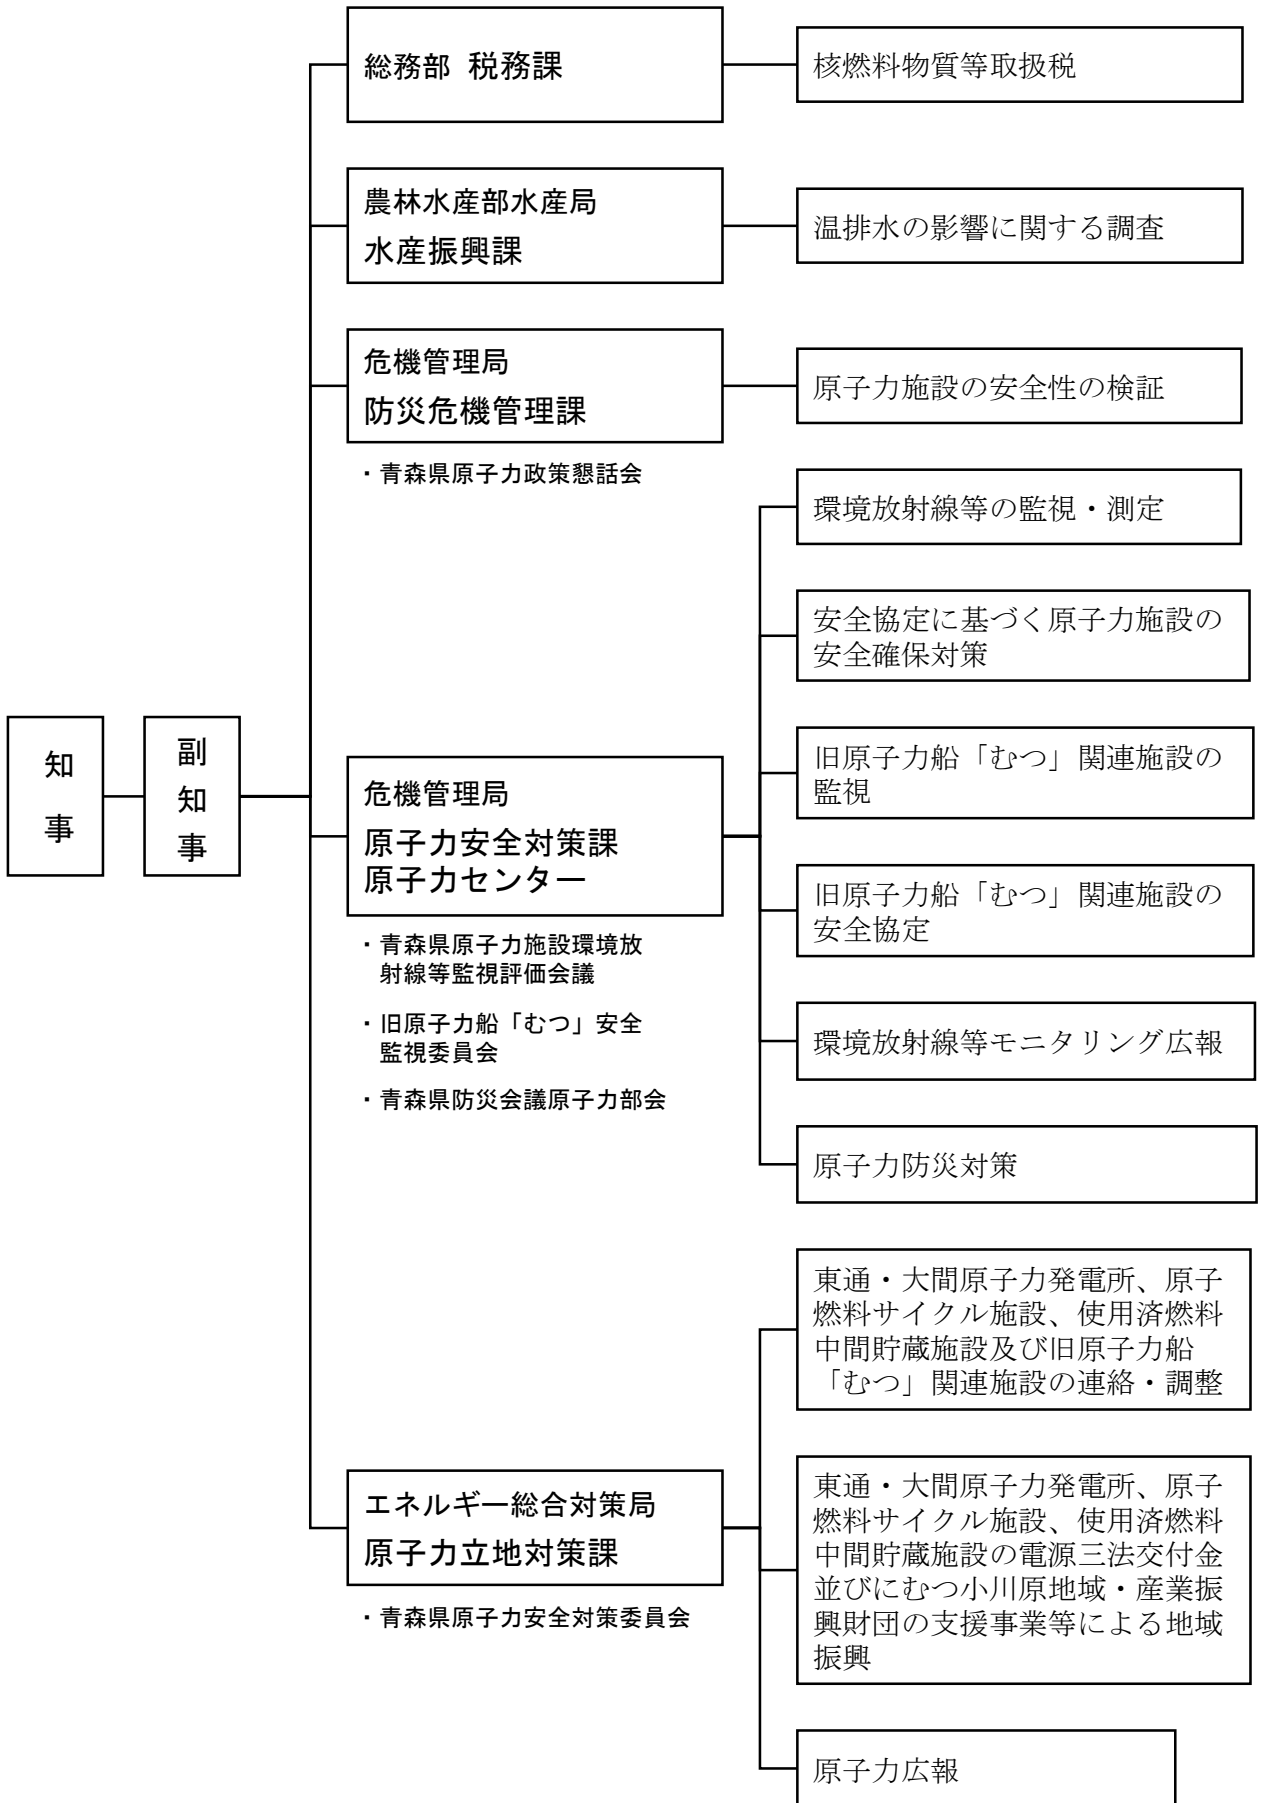 知事
副知事
総務部 税務課
核燃料物質等取扱税
農林水産部水産局
水産振興課
温排水の影響に関する調査
危機管理局
防災危機管理課
原子力施設の安全性の検証
・青森県原子力政策懇話会
危機管理局
原子力安全対策課
原子力センター
・青森県原子力施設環境放
射線等監視評価会議
・旧原子力船「むつ」安全
監視委員会
・青森県防災会議原子力部会
環境放射線等の監視・測定
安全協定に基づく原子力施設の
安全確保対策
旧原子力船「むつ」関連施設の
監視
旧原子力船「むつ」関連施設の
安全協定
環境放射線等モニタリング広報
原子力防災対策
エネルギー総合対策局
原子力立地対策課
・青森県原子力安全対策委員会
東通・大間原子力発電所、原子
燃料サイクル施設、使用済燃料
中間貯蔵施設及び旧原子力船
「むつ」関連施設の連絡・調整
東通・大間原子力発電所、原子
燃料サイクル施設、使用済燃料
中間貯蔵施設の電源三法交付金
並びにむつ小川原地域・産業振
興財団の支援事業等による地域
振興
原子力広報